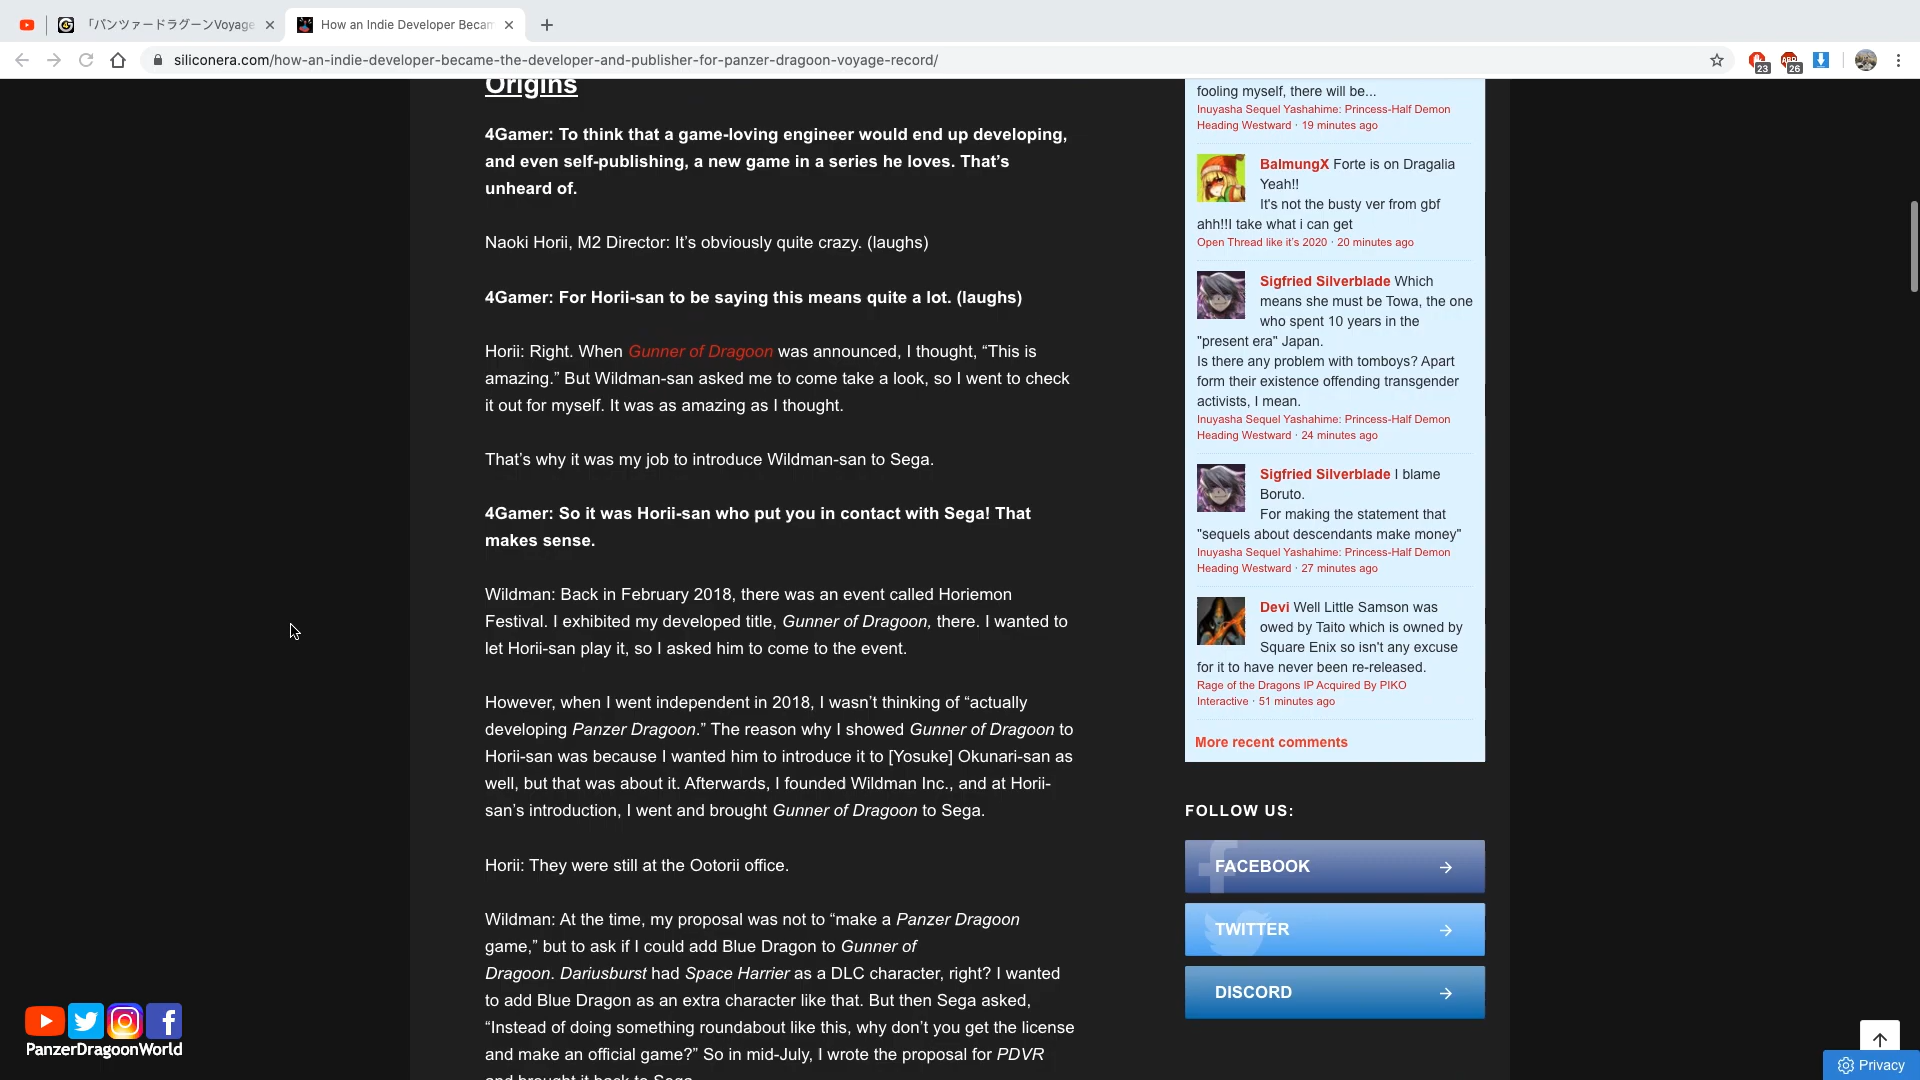 「パンツァードラグーンVoyage
How an Indie Developer Becam
siliconera.com/how-an-indie-developer-became-the-developer-and-publisher-for-panzer-dragoon-voyage-record/
23
ABP
26
Origins
4Gamer: To think that a game-loving engineer would end up developing,
and even self-publishing, a new game in a series he loves. That’s
unheard of.
Naoki Horii, M2 Director: It’s obviously quite crazy. (laughs)
4Gamer: For Horii-san to be saying this means quite a lot. (laughs)
Horii: Right. When Gunner of Dragoon was announced, I thought, “This is
amazing.” But Wildman-san asked me to come take a look, so I went to check
it out for myself. It was as amazing as I thought.
That’s why it was my job to introduce Wildman-san to Sega.
4Gamer: So it was Horii-san who put you in contact with Sega! That
makes sense.
Wildman: Back in February 2018, there was an event called Horiemon
Festival. I exhibited my developed title, Gunner of Dragoon, there. I wanted to
let Horii-san play it, so I asked him to come to the event.
However, when I went independent in 2018, I wasn’t thinking of “actually
developing Panzer Dragoon.” The reason why I showed Gunner of Dragoon to
Horii-san was because I wanted him to introduce it to [Yosuke] Okunari-san as
well, but that was about it. Afterwards, I founded Wildman Inc., and at Horii-
san’s introduction, I went and brought Gunner of Dragoon to Sega.
Horii: They were still at the Ootorii office.
Wildman: At the time, my proposal was not to “make a Panzer Dragoon
game,” but to ask if I could add Blue Dragon to Gunner of
Dragoon. Dariusburst had Space Harrier as a DLC character, right? I wanted
to add Blue Dragon as an extra character like that. But then Sega asked,
“Instead of doing something roundabout like this, why don’t you get the license
and make an official game?” So in mid-July, I wrote the proposal for PDVR
and brought it back to Sega.
fooling myself, there will be...
Inuyasha Sequel Yashahime: Princess-Half Demon
Heading Westward · 19 minutes ago
BalmungX Forte is on Dragalia
Yeah!!
It's not the busty ver from gbf
ahh!!I take what i can get
Open Thread like it’s 2020 · 20 minutes ago
Sigfried Silverblade Which
means she must be Towa, the one
who spent 10 years in the
"present era" Japan.
Is there any problem with tomboys? Apart
form their existence offending transgender
activists, I mean.
Inuyasha Sequel Yashahime: Princess-Half Demon
Heading Westward · 24 minutes ago
Sigfried Silverblade I blame
Boruto.
For making the statement that
"sequels about descendants make money"
Inuyasha Sequel Yashahime: Princess-Half Demon
Heading Westward · 27 minutes ago
Devi Well Little Samson was
owed by Taito which is owned by
Square Enix so isn't any excuse
for it to have never been re-released.
Rage of the Dragons IP Acquired By PIKO
Interactive · 51 minutes ago
More recent comments
FOLLOW US:
FACEBOOK
TWITTER
DISCORD
PanzerDragoonWorld
Privacy